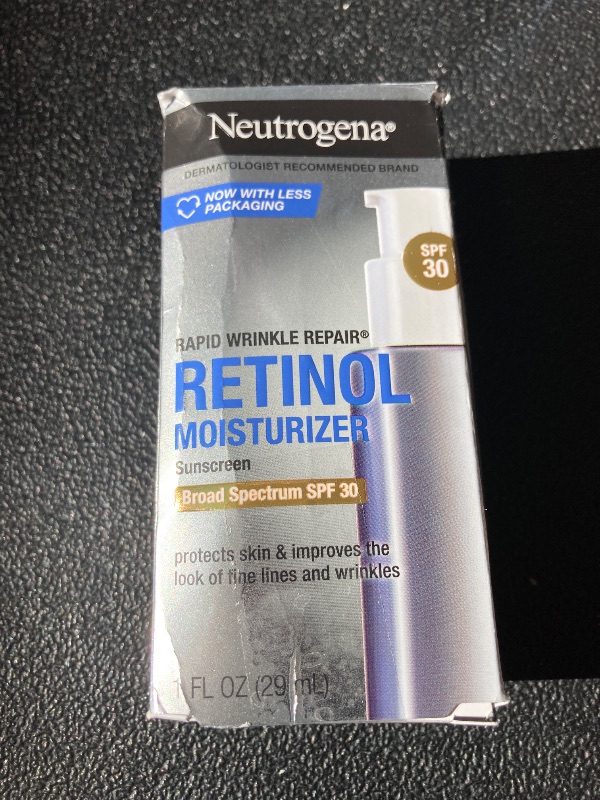 Neutrogena®
DERMATOLOGIST RECOMMENDED BRAND
NOW WITH LESS
PACKAGING
SPF
30
RAPID WRINKLE REPAIR®
RETINOL
MOISTURIZER
Sunscreen
Broad Spectrum SPF 30
protects skin & improves the
look of fine lines and wrinkles
1 FL OZ (29 mL)